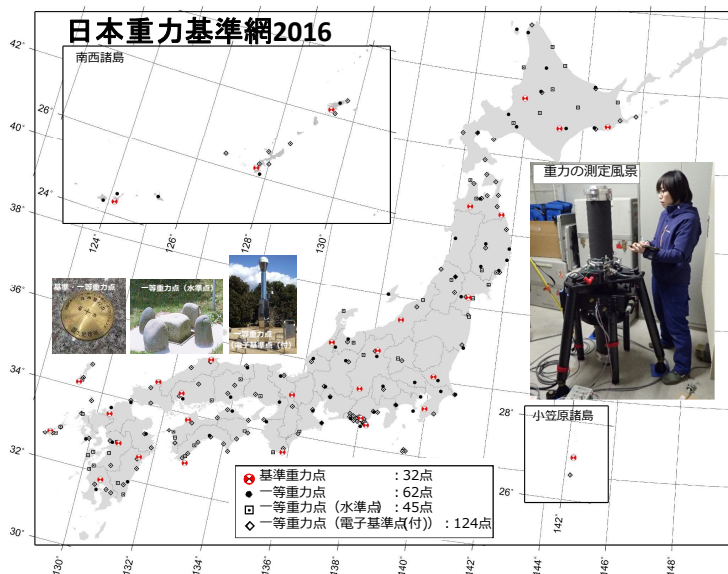 日本重力基準網2016
南西諸島
重力の測定風景
基準・一等重力点
一等重力点(水準点)
一等重力点
(電子基準点(付)
小笠原諸島
基準重力点 :32点
一等重力点 :62点
一等重力点(水準点) :45点
一等重力点(電子基準点(付)):124点
42˚
40˚
38˚
36˚
34˚
32˚
30˚
26˚
24˚
124˚
126˚
128˚
130˚
28˚
26˚
142˚
130˚
132˚
134˚
136˚
138˚
140˚
142˚
144˚
146˚
148˚